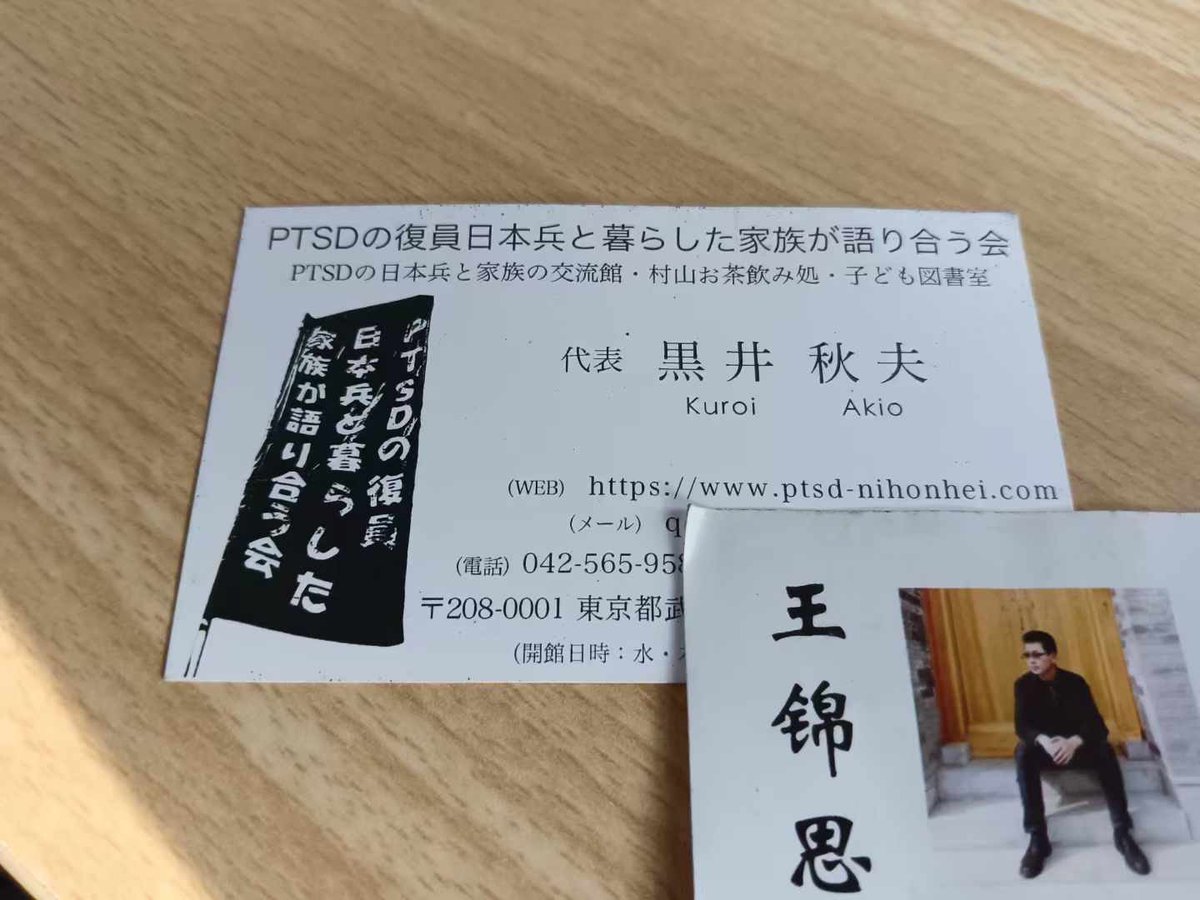 PTSDの復員日本兵と暮らした家族が語り合う会
PTSDの日本兵と家族の交流館・村山お茶飲み処・子ども図書室
PTSDの復員
日本兵と暮らした
家族が語り合う会
代表 黒井 秋夫
Kuroi Akio
(WEB) https://www.ptsd-nihonhei.com
(メール) q
(電話) 042-565-95
〒208-0001 東京都武
(開館日時：水・
王锦思